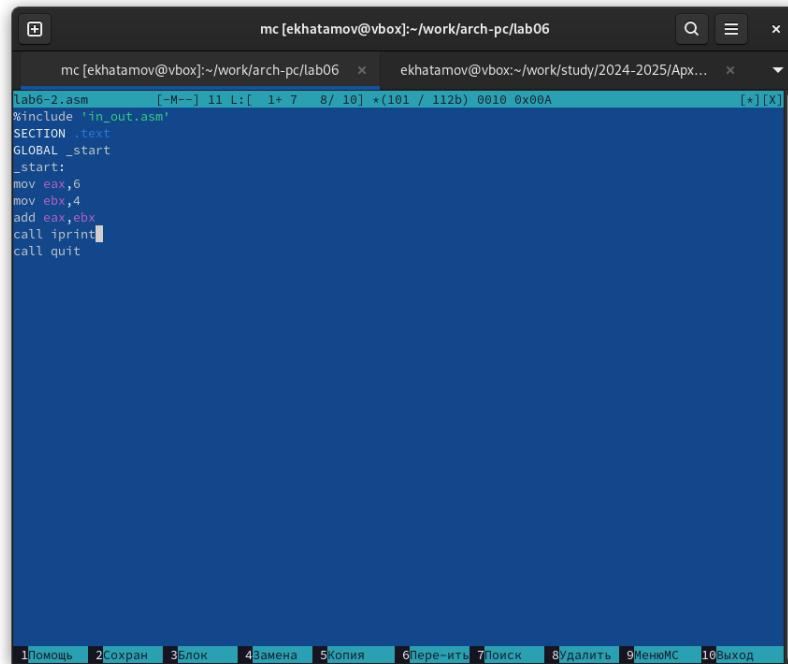 mc [ekhatamov@vbox]:~/work/arch-pc/lab06
mc [ekhatamov@vbox]:~/work/arch-pc/lab06 × ekhatamov@vbox:~/work/study/2024-2025/Арх... ×
lab6-2.asm [-M--] 11 L:[ 1+ 7 8/ 10] *(101 / 112b) 0010 0x00A [*][X]
%include 'in_out.asm'
SECTION .text
GLOBAL _start
_start:
mov eax,6
mov ebx,4
add eax,ebx
call iprint
call quit
1Помощь 2Сохран 3Блок 4Замена 5Копия 6Пере~ить 7Поиск 8Удалить 9МенюMC 10Выход